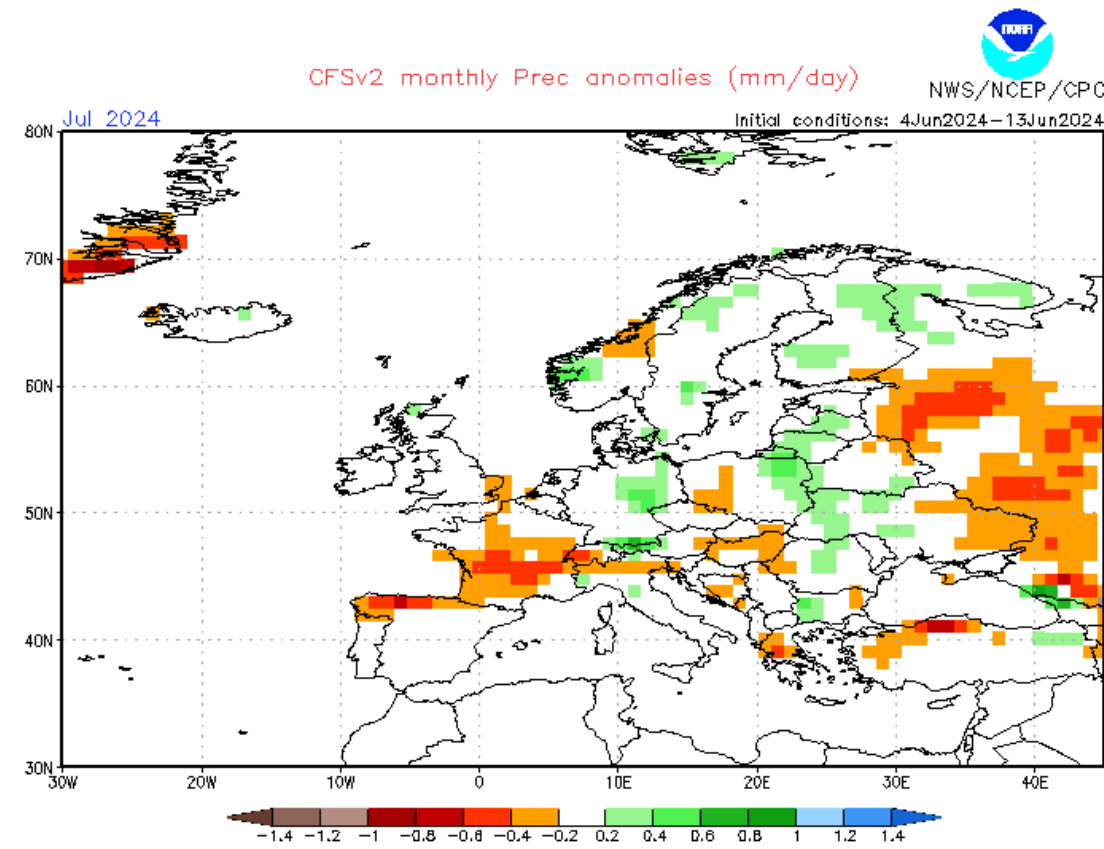 NOAA
CFSv2 monthly Prec anomalies (mm/day)
NWS/NCEP/CPC
Jul 2024
Initial conditions: 4Jun2024–13Jun2024
80N
70N
60N
50N
40N
30N
30W 20W 10W 0 10E 20E 30E 40E
−1.4 −1.2 −1 −0.8 −0.6 −0.4 −0.2 0.2 0.4 0.6 0.8 1 1.2 1.4